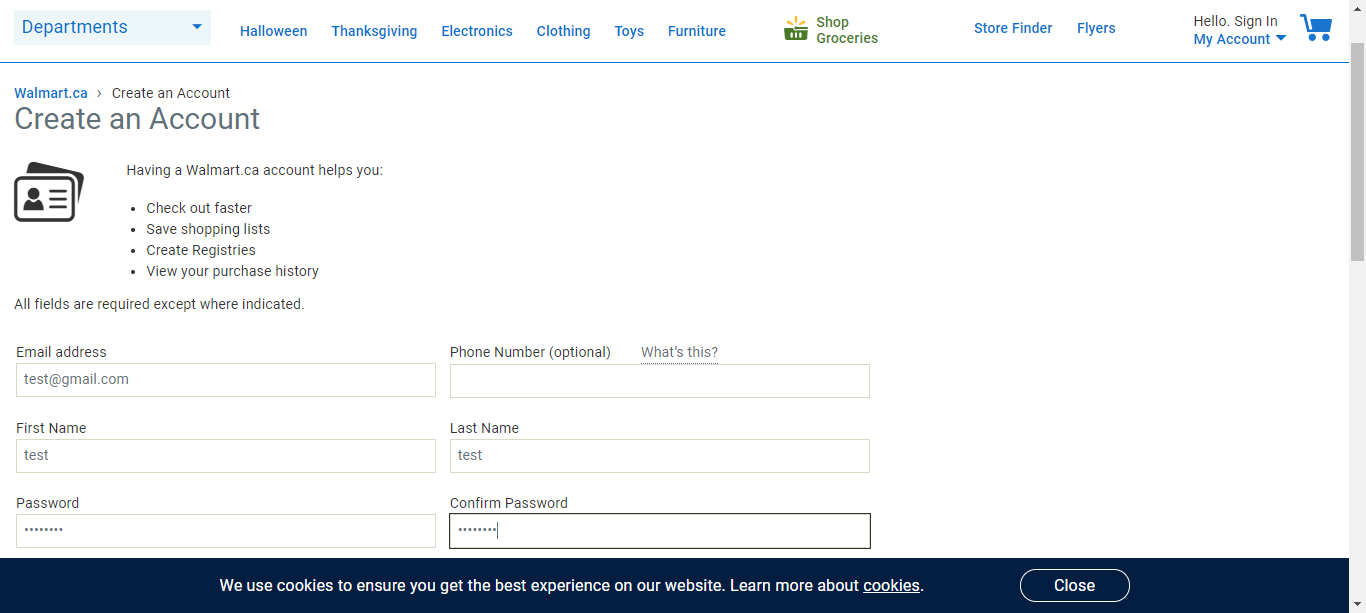 Departments
Halloween Thanksgiving Electronics Clothing Toys Furniture
Shop
Groceries
Store Finder Flyers
Hello. Sign In
My Account
Walmart.ca › Create an Account
Create an Account
Having a Walmart.ca account helps you:
• Check out faster
• Save shopping lists
• Create Registries
• View your purchase history
All fields are required except where indicated.
Email address
test@gmail.com
Phone Number (optional) What's this?
First Name
test
Last Name
test
Password
••••••••
Confirm Password
••••••••
We use cookies to ensure you get the best experience on our website. Learn more about cookies.
Close